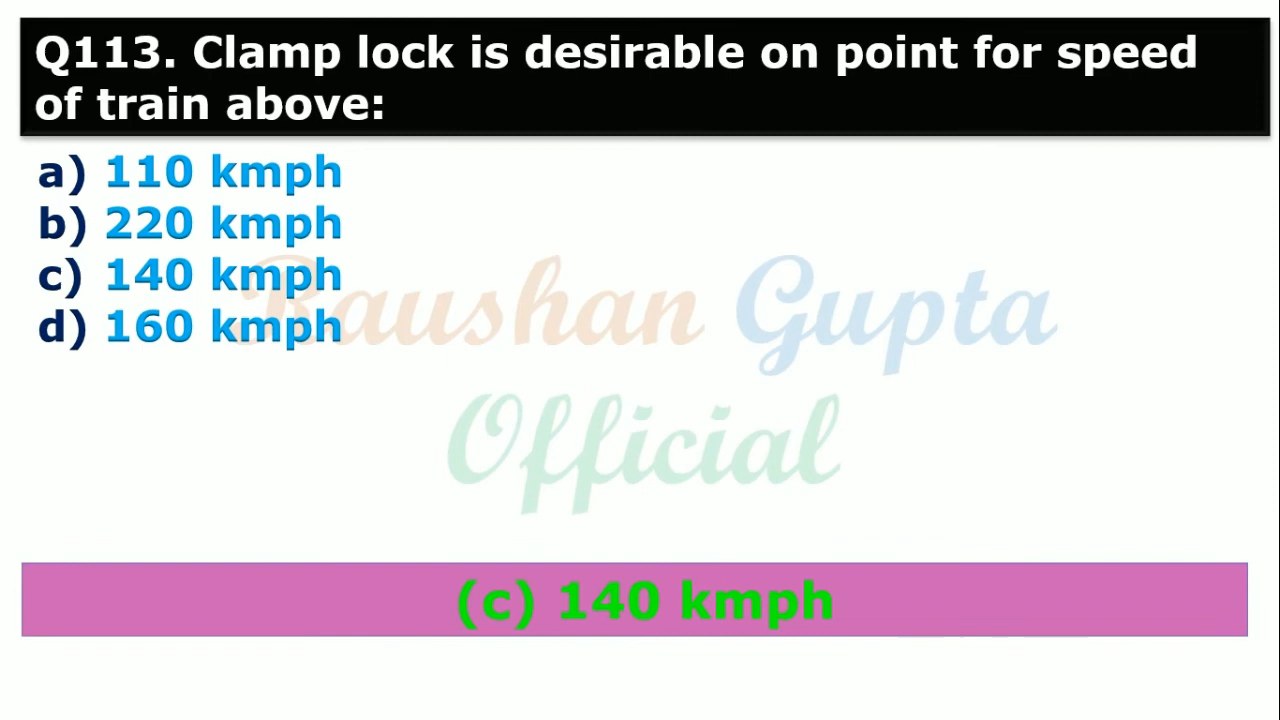 Q113. Clamp lock is desirable on point for speed
of train above:
a) 110 kmph
b) 220 kmph
c) 140 kmph
d) 160 kmph
Raushan Gupta
Official
(c) 140 kmph